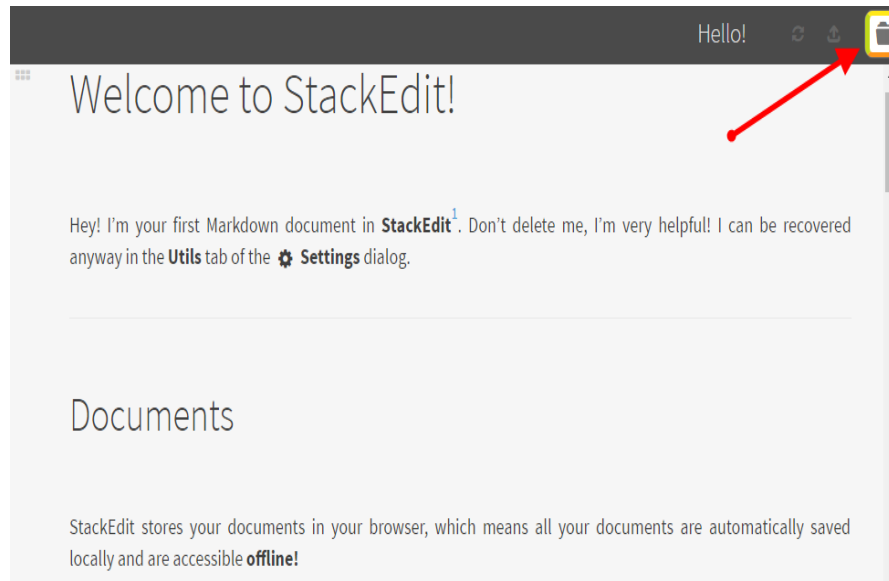 Hello!
Welcome to StackEdit!
Hey! I’m your first Markdown document in StackEdit1. Don’t delete me, I’m very helpful! I can be recovered
anyway in the Utils tab of the Settings dialog.
Documents
StackEdit stores your documents in your browser, which means all your documents are automatically saved
locally and are accessible offline!